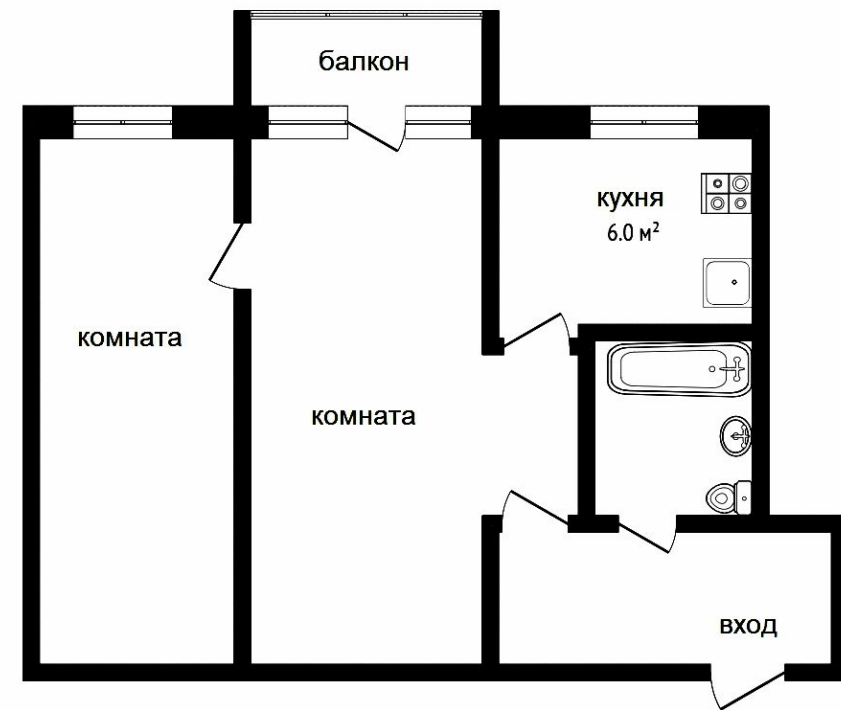 балкон
кухня
6.0 м²
комната
комната
вход